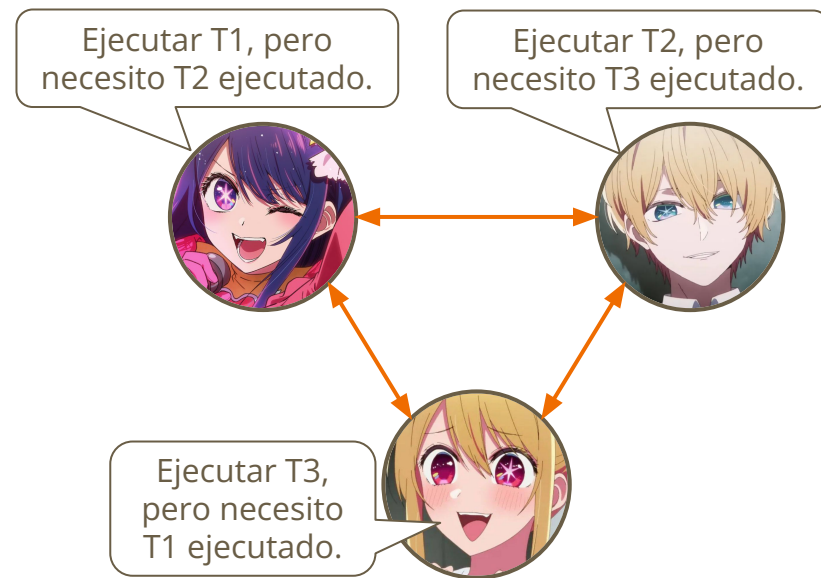 Ejecutar T1, pero
necesito T2 ejecutado.
Ejecutar T2, pero
necesito T3 ejecutado.
Ejecutar T3,
pero necesito
T1 ejecutado.